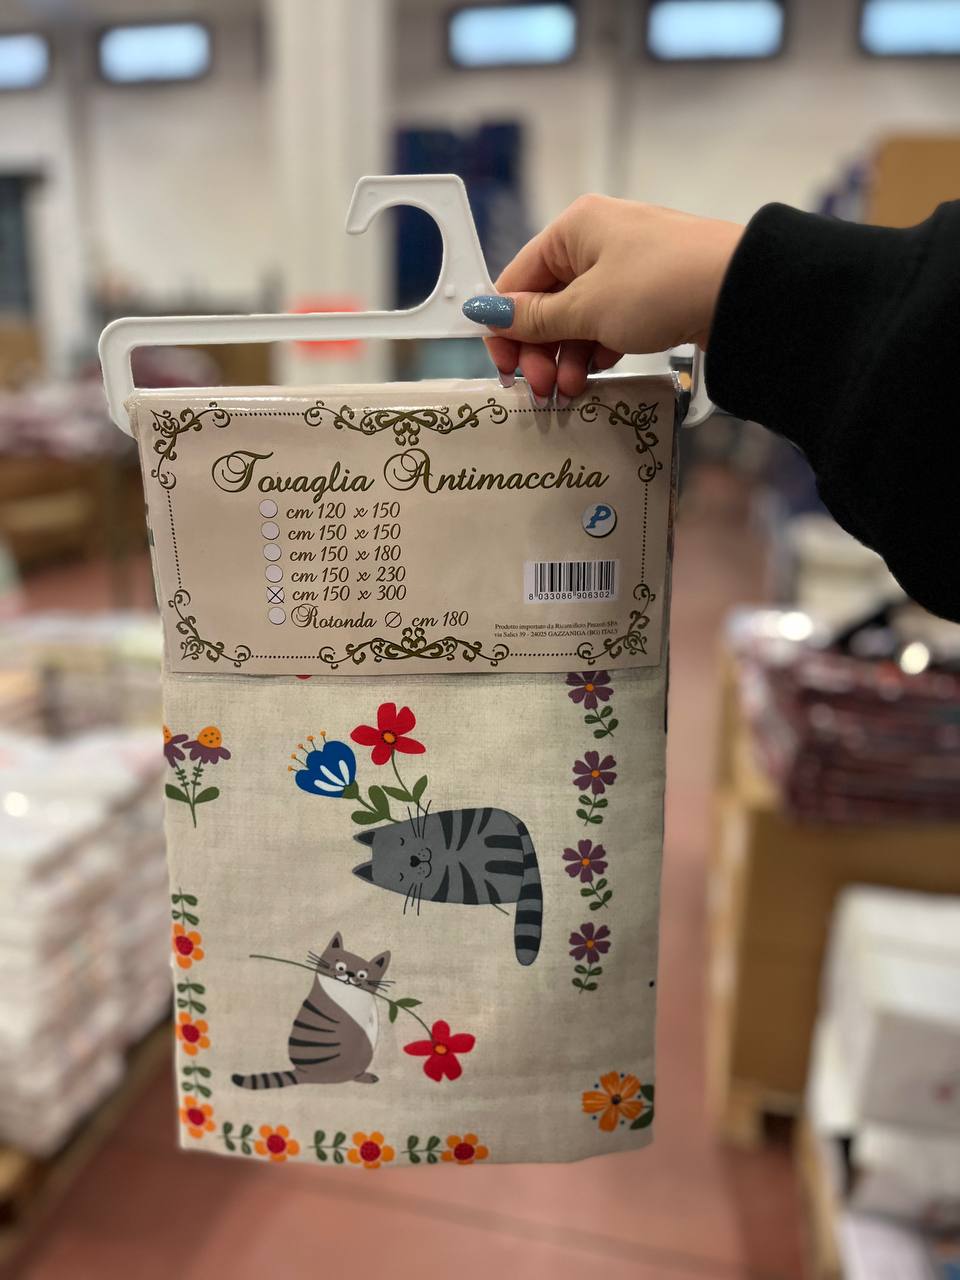 Tovaglia Antimacchia
cm 120 x 150
cm 150 x 150
cm 150 x 180
cm 150 x 230
cm 150 x 300
Rotonda ∅ cm 180
P
8 033086 906302
Prodotto importato da Ricamificio Pezzoli SPA
via Salici 39 - 24025 GAZZANIGA (BG) ITALY